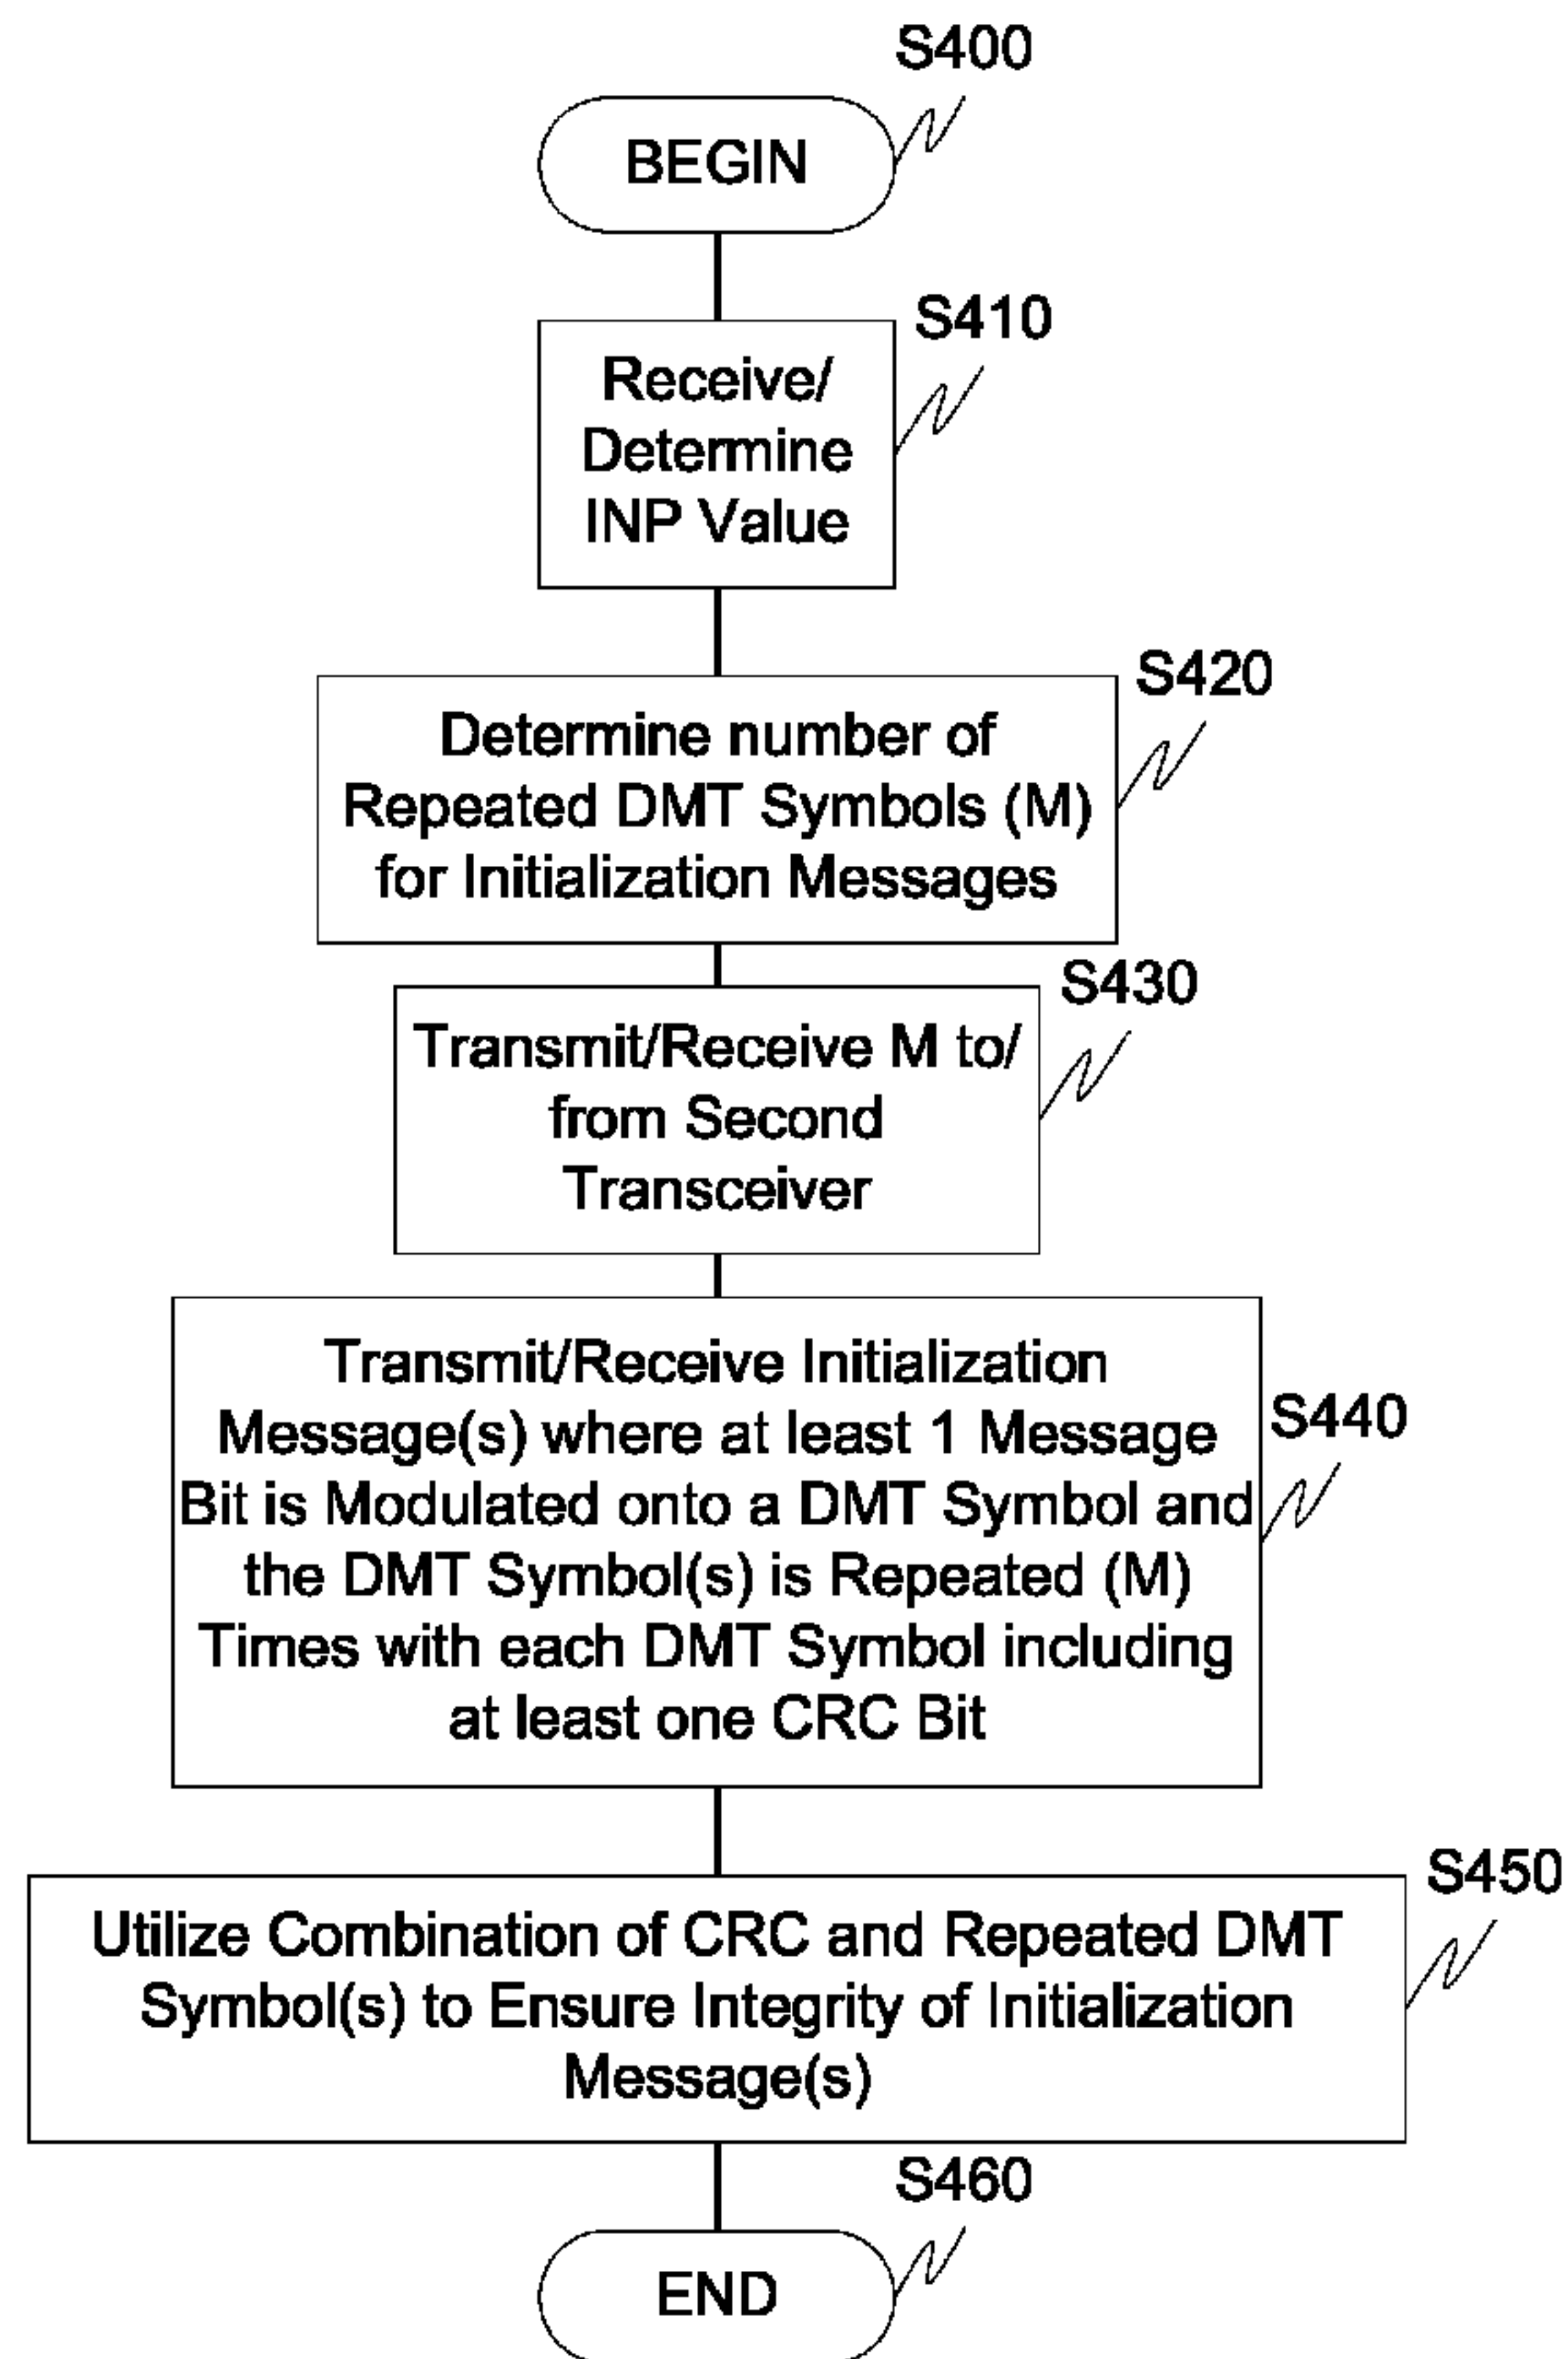 S400
BEGIN
S410
Receive/
Determine
INP Value
S420
Determine number of
Repeated DMT Symbols (M)
for Initialization Messages
S430
Transmit/Receive M to/
from Second
Transceiver
Transmit/Receive Initialization
Message(s) where at least 1 Message
Bit is Modulated onto a DMT Symbol and
the DMT Symbol(s) is Repeated (M)
Times with each DMT Symbol including
at least one CRC Bit
S440
S450
Utilize Combination of CRC and Repeated DMT
Symbol(s) to Ensure Integrity of Initialization
Message(s)
S460
END